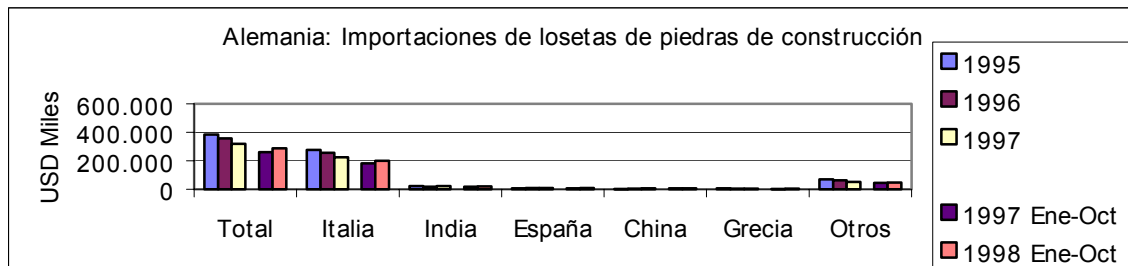 Alemania: Importaciones de losetas de piedras de construcción
USD Miles
600.000
400.000
200.000
0
Total Italia India España China Grecia Otros
1995
1996
1997
1997 Ene-Oct
1998 Ene-Oct